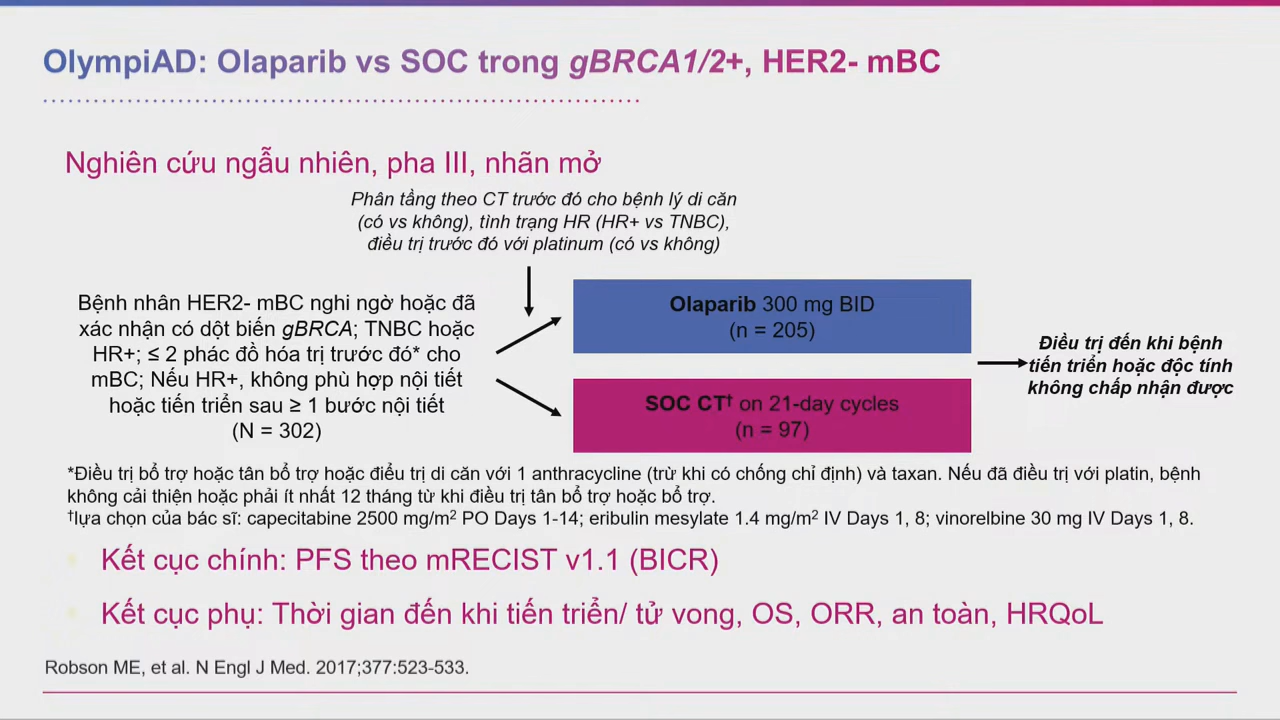 OlympiAD: Olaparib vs SOC trong gBRCA1/2+, HER2- mBC
Nghiên cứu ngẫu nhiên, pha III, nhãn mở
Phân tầng theo CT trước đó cho bệnh lý di căn
(có vs không), tình trạng HR (HR+ vs TNBC),
điều trị trước đó với platinum (có vs không)
Bệnh nhân HER2- mBC nghi ngờ hoặc đã
xác nhận có dột biến gBRCA; TNBC hoặc
HR+; ≤ 2 phác đồ hóa trị trước đó* cho
mBC; Nếu HR+, không phù hợp nội tiết
hoặc tiến triển sau ≥ 1 bước nội tiết
(N = 302)
Olaparib 300 mg BID
(n = 205)
SOC CT† on 21-day cycles
(n = 97)
Điều trị đến khi bệnh
tiến triển hoặc độc tính
không chấp nhận được
*Điều trị bổ trợ hoặc tân bổ trợ hoặc điều trị di căn với 1 anthracycline (trừ khi có chống chỉ định) và taxan. Nếu đã điều trị với platin, bệnh
không cải thiện hoặc phải ít nhất 12 tháng từ khi điều trị tân bổ trợ hoặc bổ trợ.
†lựa chọn của bác sĩ: capecitabine 2500 mg/m² PO Days 1-14; eribulin mesylate 1.4 mg/m² IV Days 1, 8; vinorelbine 30 mg IV Days 1, 8.
Kết cục chính: PFS theo mRECIST v1.1 (BICR)
Kết cục phụ: Thời gian đến khi tiến triển/ tử vong, OS, ORR, an toàn, HRQoL
Robson ME, et al. N Engl J Med. 2017;377:523-533.